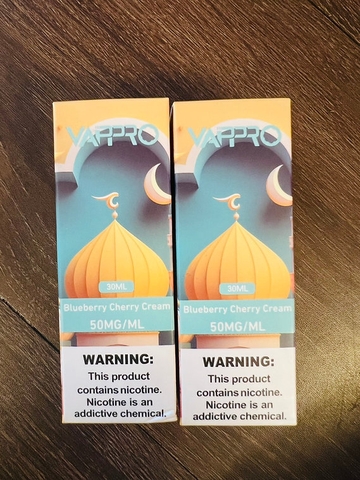 VAPPRO
30ML
Blueberry Cherry Cream
50MG/ML
WARNING:
This product
contains nicotine.
Nicotine is an
addictive chemical.
VAPPRO
30ML
Blueberry Cherry Cream
50MG/ML
WARNING:
This product
contains nicotine.
Nicotine is an
addictive chemical.